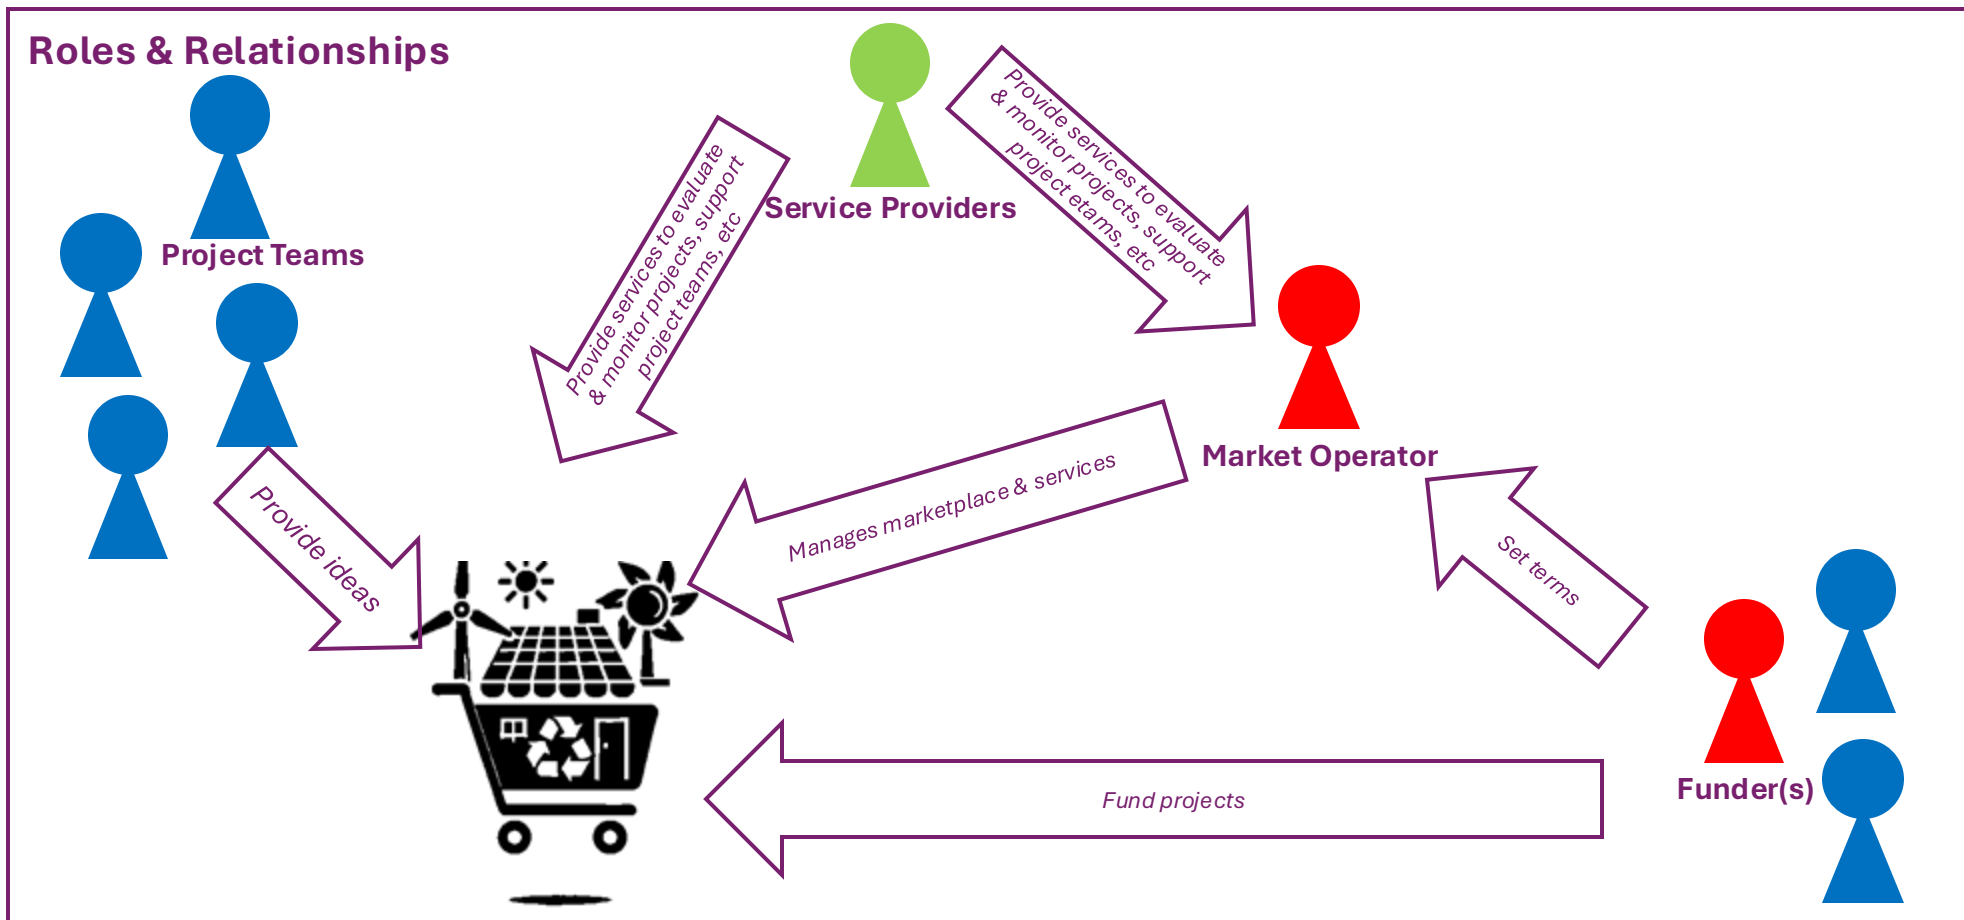 Roles & Relationships
Project Teams
Service Providers
Provide services to evaluate
& monitor projects, support
project teams, etc
Provide services to evaluate
& monitor projects, support
project etams, etc
Market Operator
Manages marketplace & services
Provide ideas
Set terms
Fund projects
Funder(s)